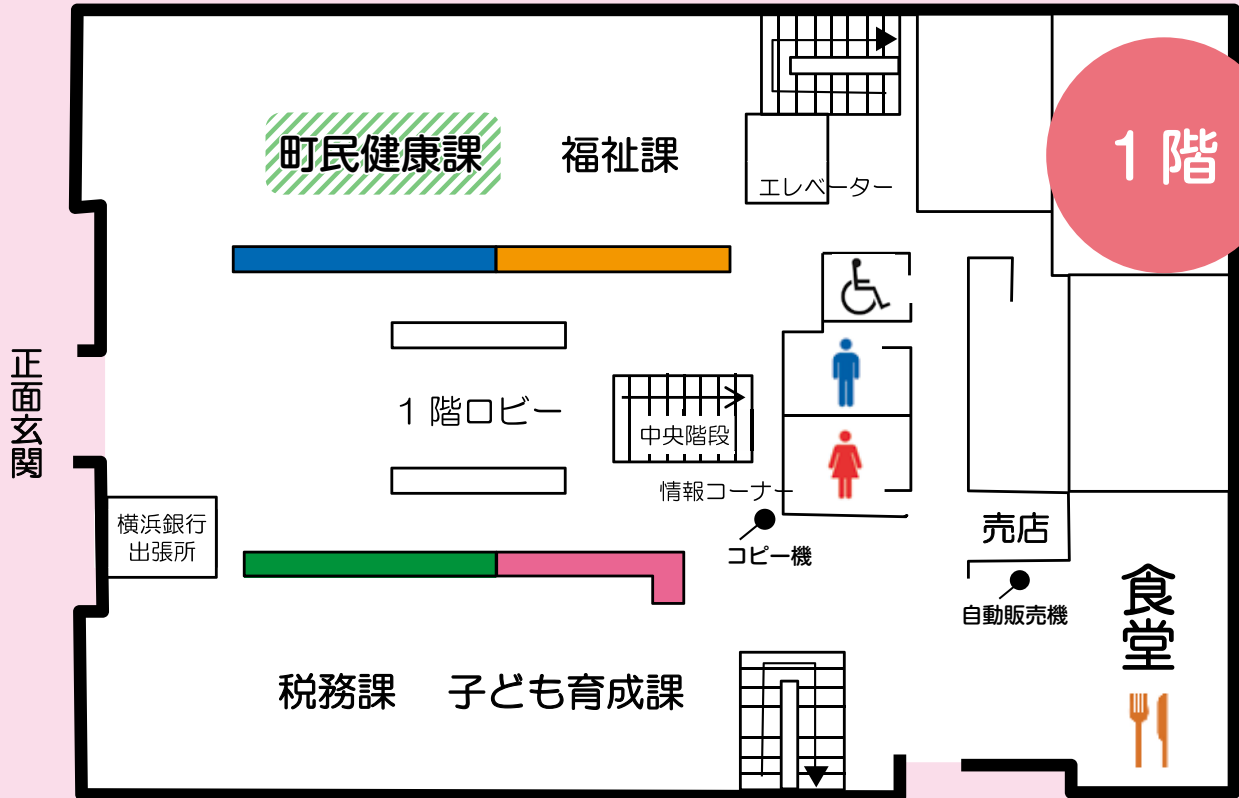 1階
町民健康課
福祉課
エレベーター
正面玄関
1階ロビー
中央階段
情報コーナー
コピー機
横浜銀行
出張所
売店
自動販売機
食堂
税務課
子ども育成課